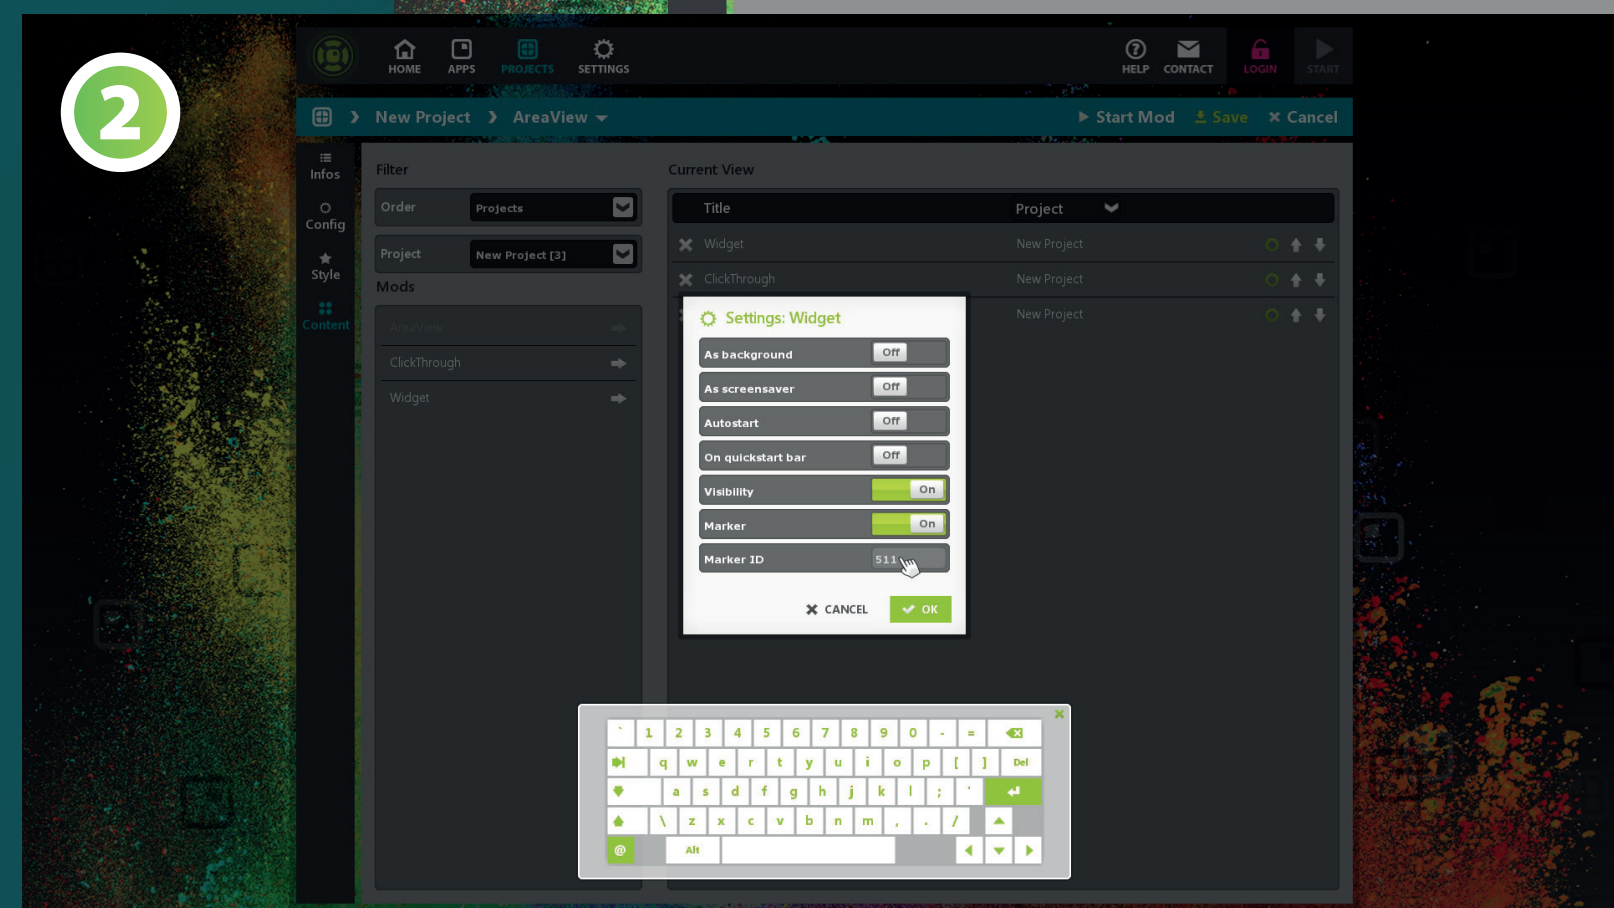 2
HOME APPS PROJECTS SETTINGS HELP CONTACT LOGIN START
New Project AreaView Start Mod Save Cancel
Infos
Config
Style
Content
Filter
Order Projects
Project New Project [3]
Mods
AreaView
ClickThrough
Widget
Current View
Title Project
Widget New Project
ClickThrough New Project
New Project
Settings: Widget
As background Off
As screensaver Off
Autostart Off
On quickstart bar Off
Visibility On
Marker On
Marker ID 511
CANCEL OK
` 1 2 3 4 5 6 7 8 9 0 - =
q w e r t y u i o p [ ] Del
a s d f g h j k l ; '
\ z x c v b n m , . /
@ Alt